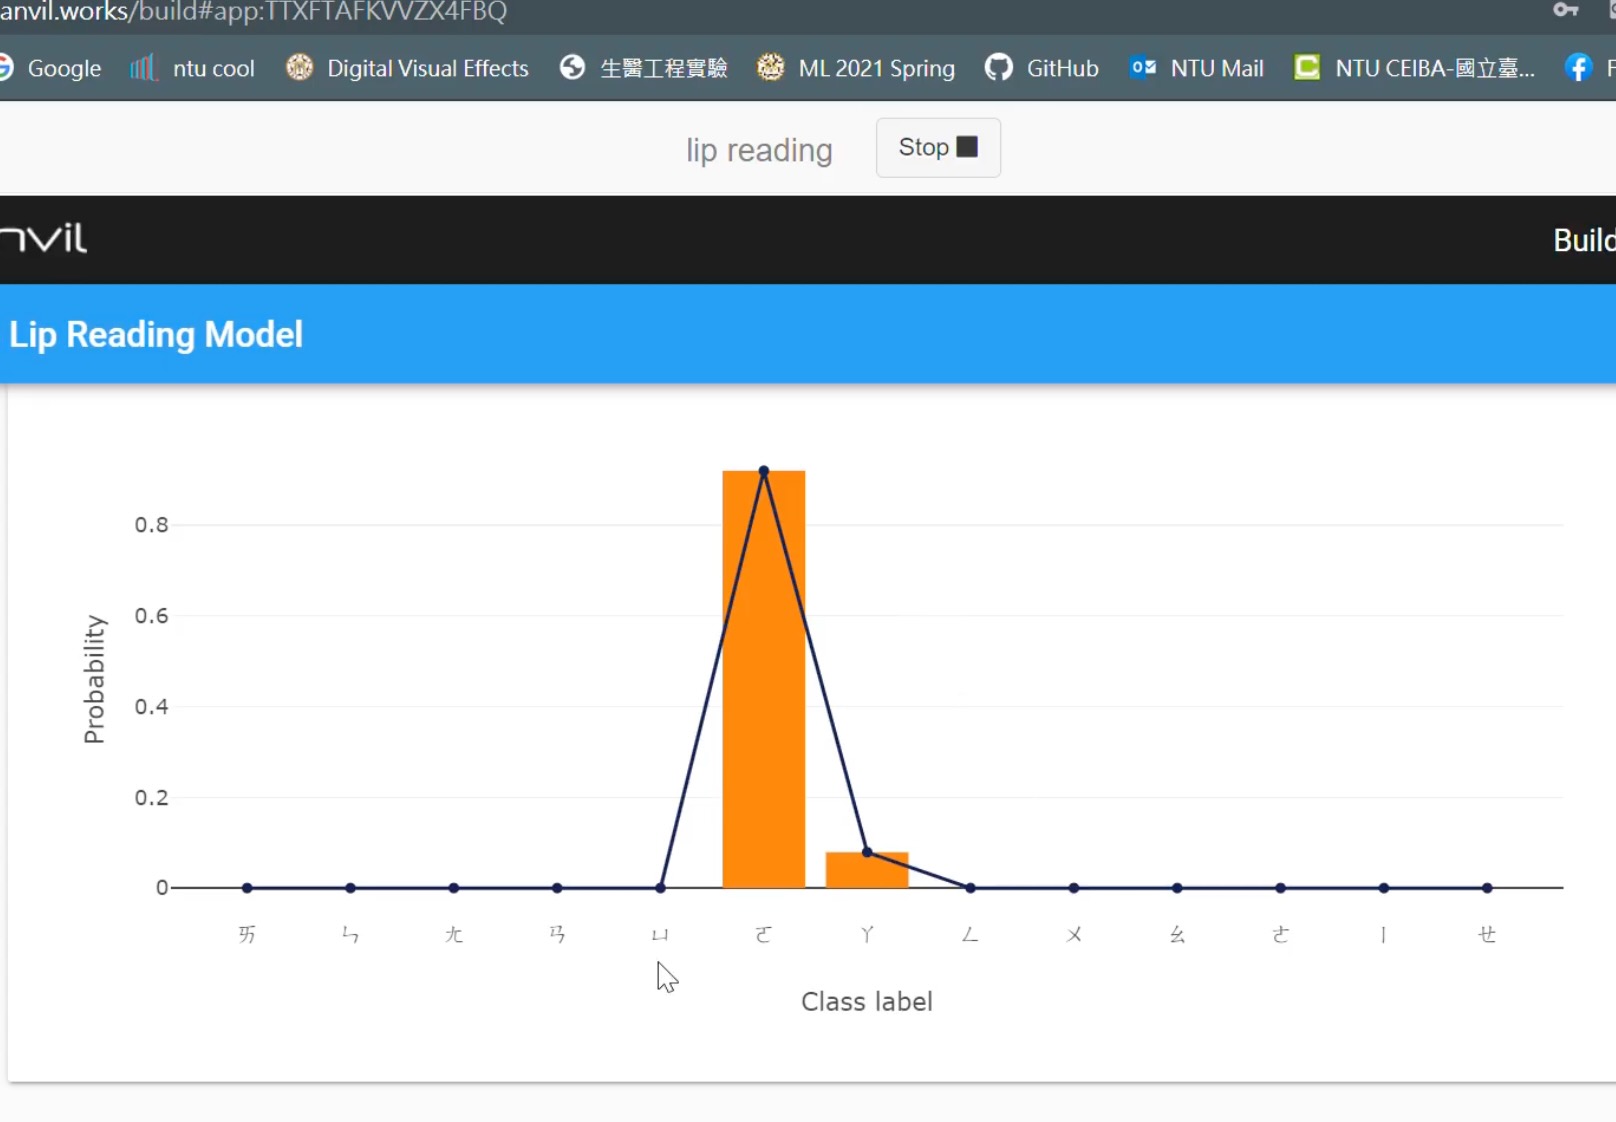 anvil.works/build#app:TTXFTAFKVVZX4FBQ
Google ntu cool Digital Visual Effects 生醫工程實驗 ML 2021 Spring GitHub NTU Mail NTU CEIBA-國立臺...
lip reading Stop
nvil Build
Lip Reading Model
0.8
0.6
0.4
0.2
0
Probability
ㄞ ㄣ ㄤ ㄢ ㄩ ㄛ ㄚ ㄥ ㄨ ㄠ ㄜ ㄧ ㄝ
Class label